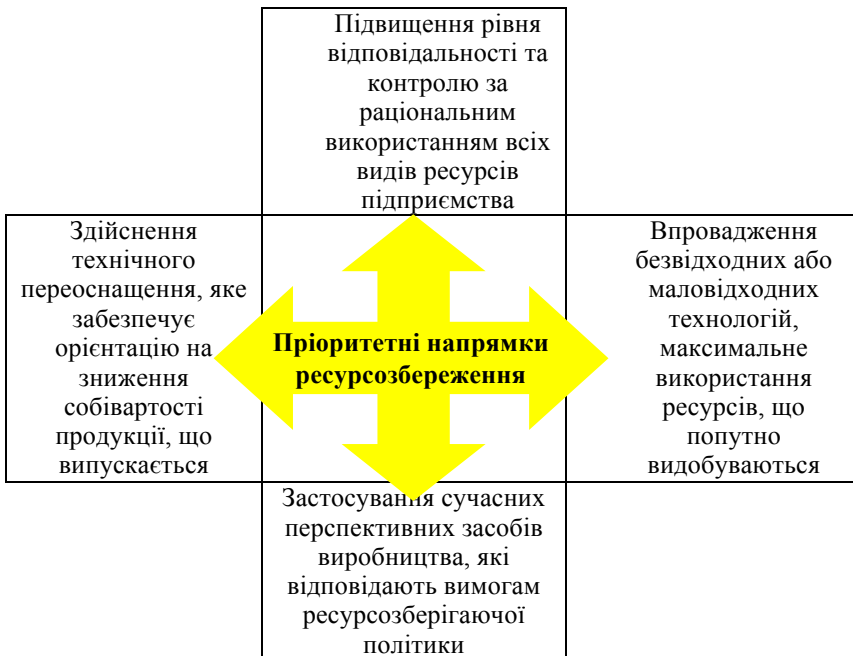 Підвищення рівня
відповідальності та
контролю за
раціональним
використанням всіх
видів ресурсів
підприємства
Здійснення
технічного
переоснащення, яке
забезпечує
орієнтацію на
зниження
собівартості
продукції, що
випускається
Пріоритетні напрямки
ресурсозбереження
Впровадження
безвідходних або
маловідходних
технологій,
максимальне
використання
ресурсів, що
попутно
видобуваються
Застосування сучасних
перспективних засобів
виробництва, які
відповідають вимогам
ресурсозберігаючої
політики